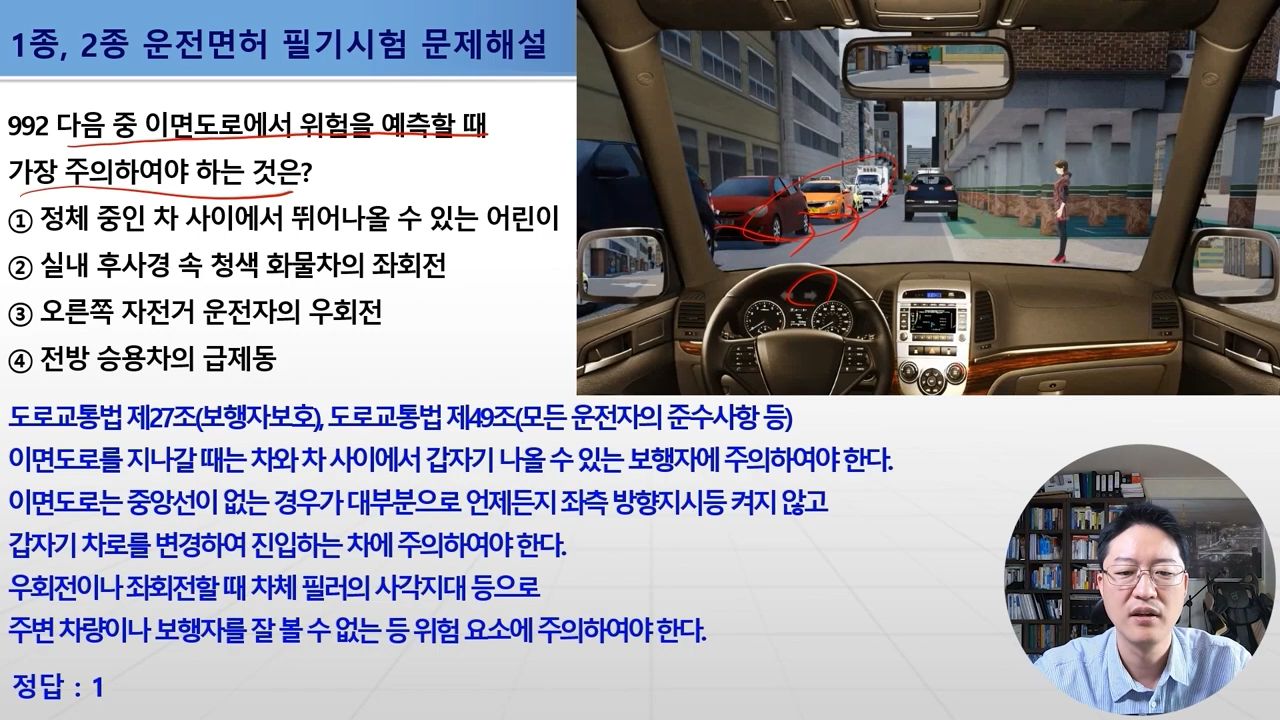 1종, 2종 운전면허 필기시험 문제해설
992 다음 중 이면도로에서 위험을 예측할 때
가장 주의하여야 하는 것은?
① 정체 중인 차 사이에서 뛰어나올 수 있는 어린이
② 실내 후사경 속 청색 화물차의 좌회전
③ 오른쪽 자전거 운전자의 우회전
④ 전방 승용차의 급제동
도로교통법 제27조(보행자보호), 도로교통법 제49조(모든 운전자의 준수사항 등)
이면도로를 지나갈 때는 차와 차 사이에서 갑자기 나올 수 있는 보행자에 주의하여야 한다.
이면도로는 중앙선이 없는 경우가 대부분으로 언제든지 좌측 방향지시등 켜지 않고
갑자기 차로를 변경하여 진입하는 차에 주의하여야 한다.
우회전이나 좌회전할 때 차체 필러의 사각지대 등으로
주변 차량이나 보행자를 잘 볼 수 없는 등 위험 요소에 주의하여야 한다.
정답 : 1